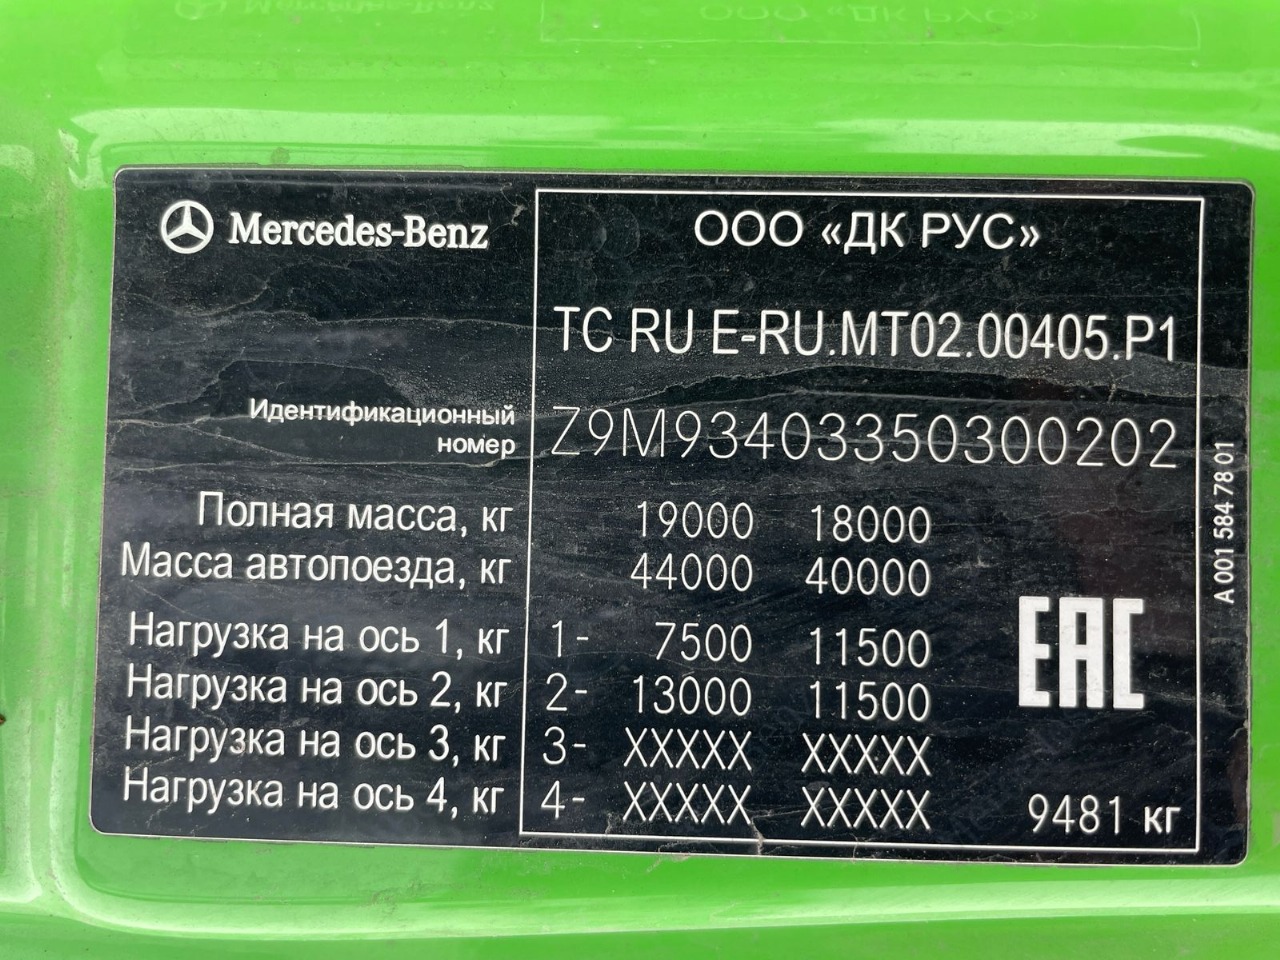 Mercedes-Benz
ООО «ДК РУС»
TC RU E-RU.MT02.00405.P1
Идентификационный
номер
Z9M93403350300202
Полная масса, кг 19000 18000
Масса автопоезда, кг 44000 40000
Нагрузка на ось 1, кг 1- 7500 11500
Нагрузка на ось 2, кг 2- 13000 11500
Нагрузка на ось 3, кг 3- XXXXX XXXXX
Нагрузка на ось 4, кг 4- XXXXX XXXXX
EAC
9481 кг
A 001 584 78 01